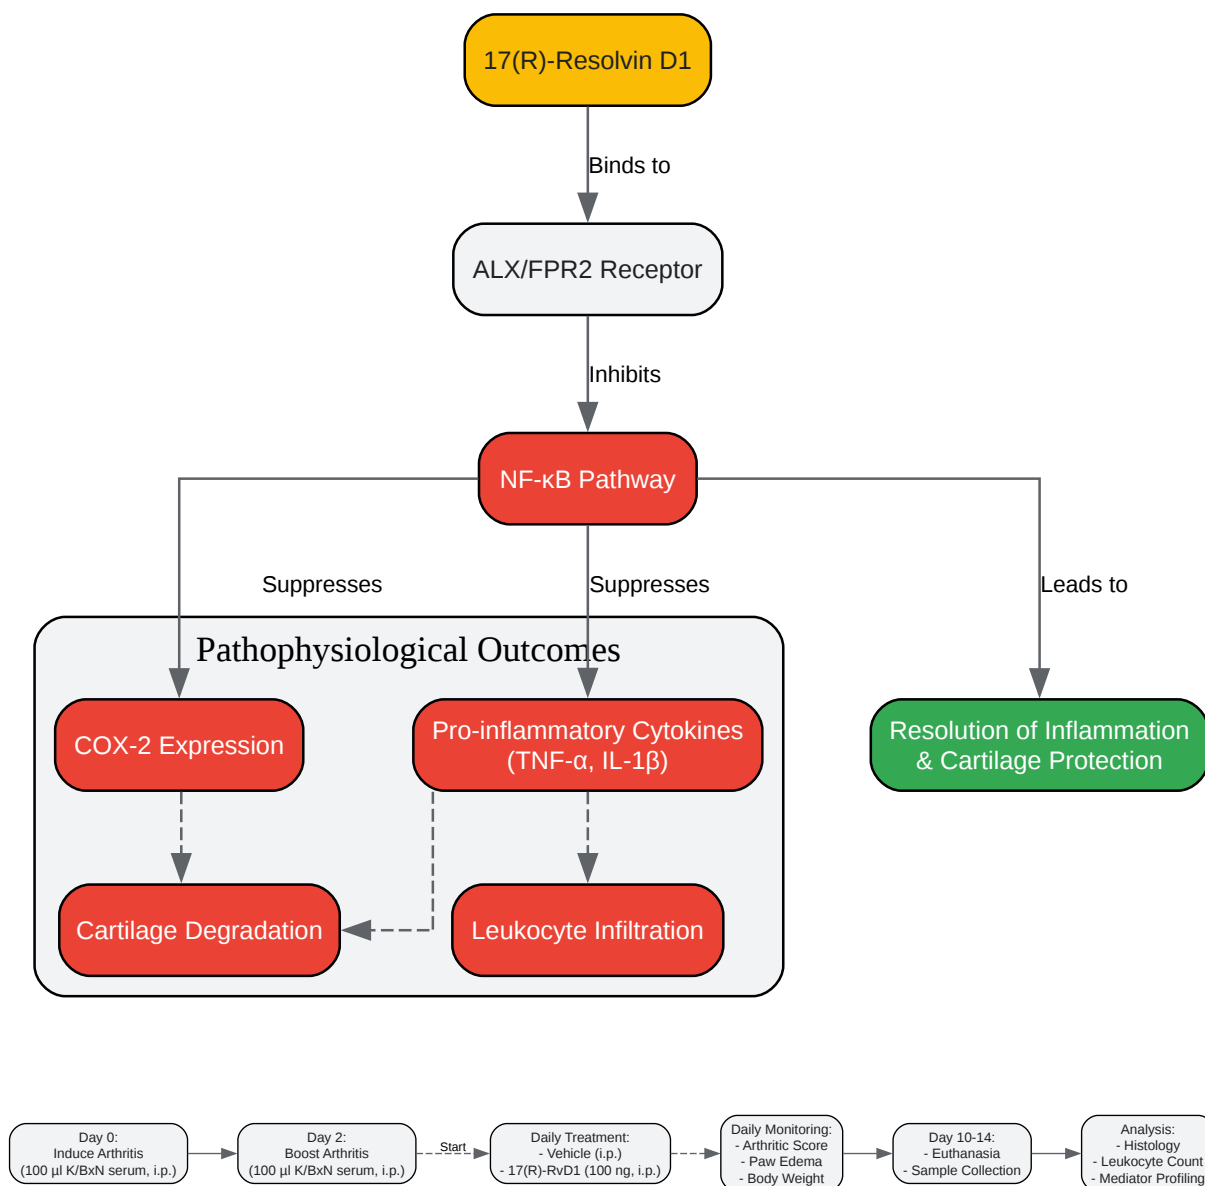 17(R)-Resolvin D1
Binds to
ALX/FPR2 Receptor
Inhibits
NF-κB Pathway
Suppresses
Suppresses
Leads to
Pathophysiological Outcomes
COX-2 Expression
Pro-inflammatory Cytokines
(TNF-α, IL-1β)
Resolution of Inflammation
& Cartilage Protection
Cartilage Degradation
Leukocyte Infiltration
Day 0:
Induce Arthritis
(100 µl K/BxN serum, i.p.)
Day 2:
Boost Arthritis
(100 µl K/BxN serum, i.p.)
Start
Daily Treatment:
- Vehicle (i.p.)
- 17(R)-RvD1 (100 ng, i.p.)
Daily Monitoring:
- Arthritic Score
- Paw Edema
- Body Weight
Day 10-14:
- Euthanasia
- Sample Collection
Analysis:
- Histology
- Leukocyte Count
- Mediator Profiling